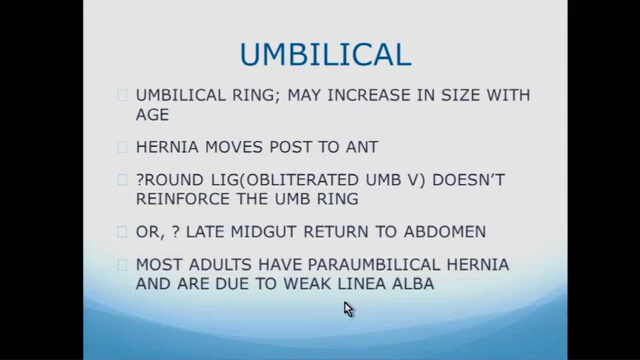 UMBILICAL
UMBILICAL RING; MAY INCREASE IN SIZE WITH
AGE
HERNIA MOVES POST TO ANT
?ROUND LIG(OBLITERATED UMB V) DOESN'T
REINFORCE THE UMB RING
OR, ? LATE MIDGUT RETURN TO ABDOMEN
MOST ADULTS HAVE PARAUMBILICAL HERNIA
AND ARE DUE TO WEAK LINEA ALBA